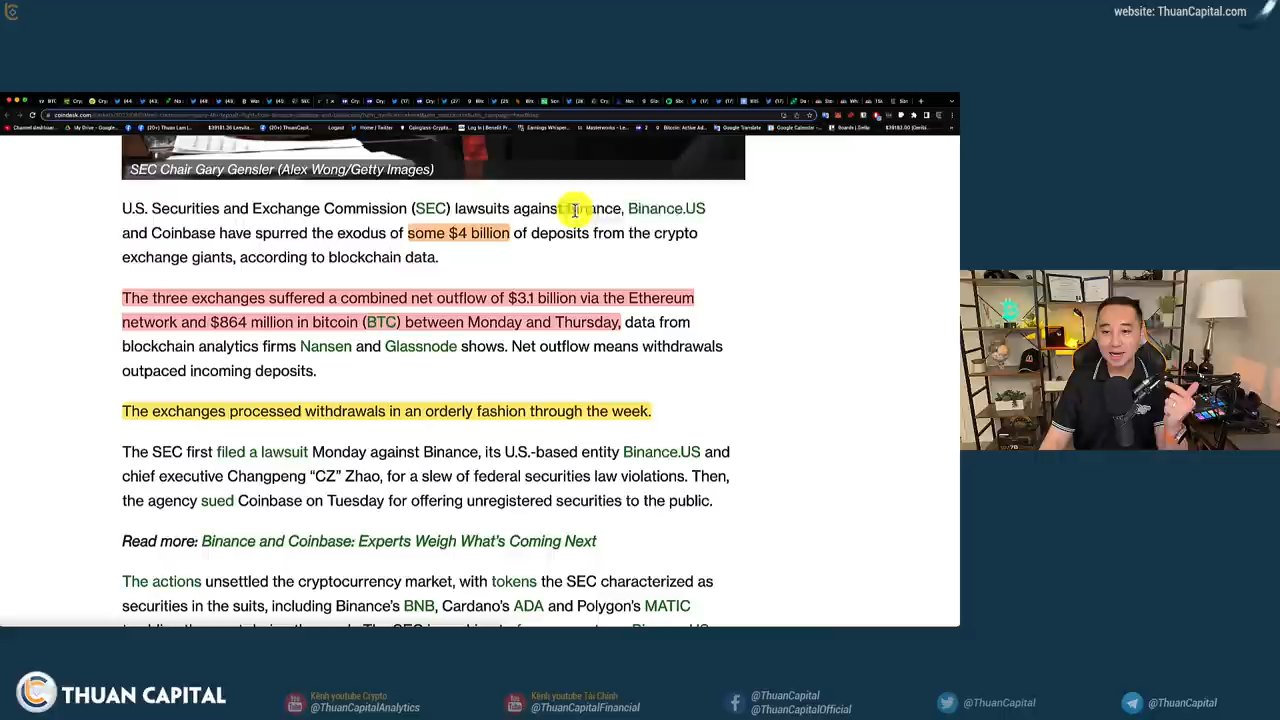 website: ThuanCapital.com
SEC Chair Gary Gensler (Alex Wong/Getty Images)
U.S. Securities and Exchange Commission (SEC) lawsuits against Binance, Binance.US
and Coinbase have spurred the exodus of some $4 billion of deposits from the crypto
exchange giants, according to blockchain data.
The three exchanges suffered a combined net outflow of $3.1 billion via the Ethereum
network and $864 million in bitcoin (BTC) between Monday and Thursday, data from
blockchain analytics firms Nansen and Glassnode shows. Net outflow means withdrawals
outpaced incoming deposits.
The exchanges processed withdrawals in an orderly fashion through the week.
The SEC first filed a lawsuit Monday against Binance, its U.S.-based entity Binance.US and
chief executive Changpeng “CZ” Zhao, for a slew of federal securities law violations. Then,
the agency sued Coinbase on Tuesday for offering unregistered securities to the public.
Read more: Binance and Coinbase: Experts Weigh What’s Coming Next
The actions unsettled the cryptocurrency market, with tokens the SEC characterized as
securities in the suits, including Binance’s BNB, Cardano’s ADA and Polygon’s MATIC
THUAN CAPITAL
Kênh youtube Crypto
@ThuanCapitalAnalytics
Kênh youtube Tài Chính
@ThuanCapitalFinancial
@ThuanCapital
@ThuanCapitalOfficial
@ThuanCapital
@ThuanCapital